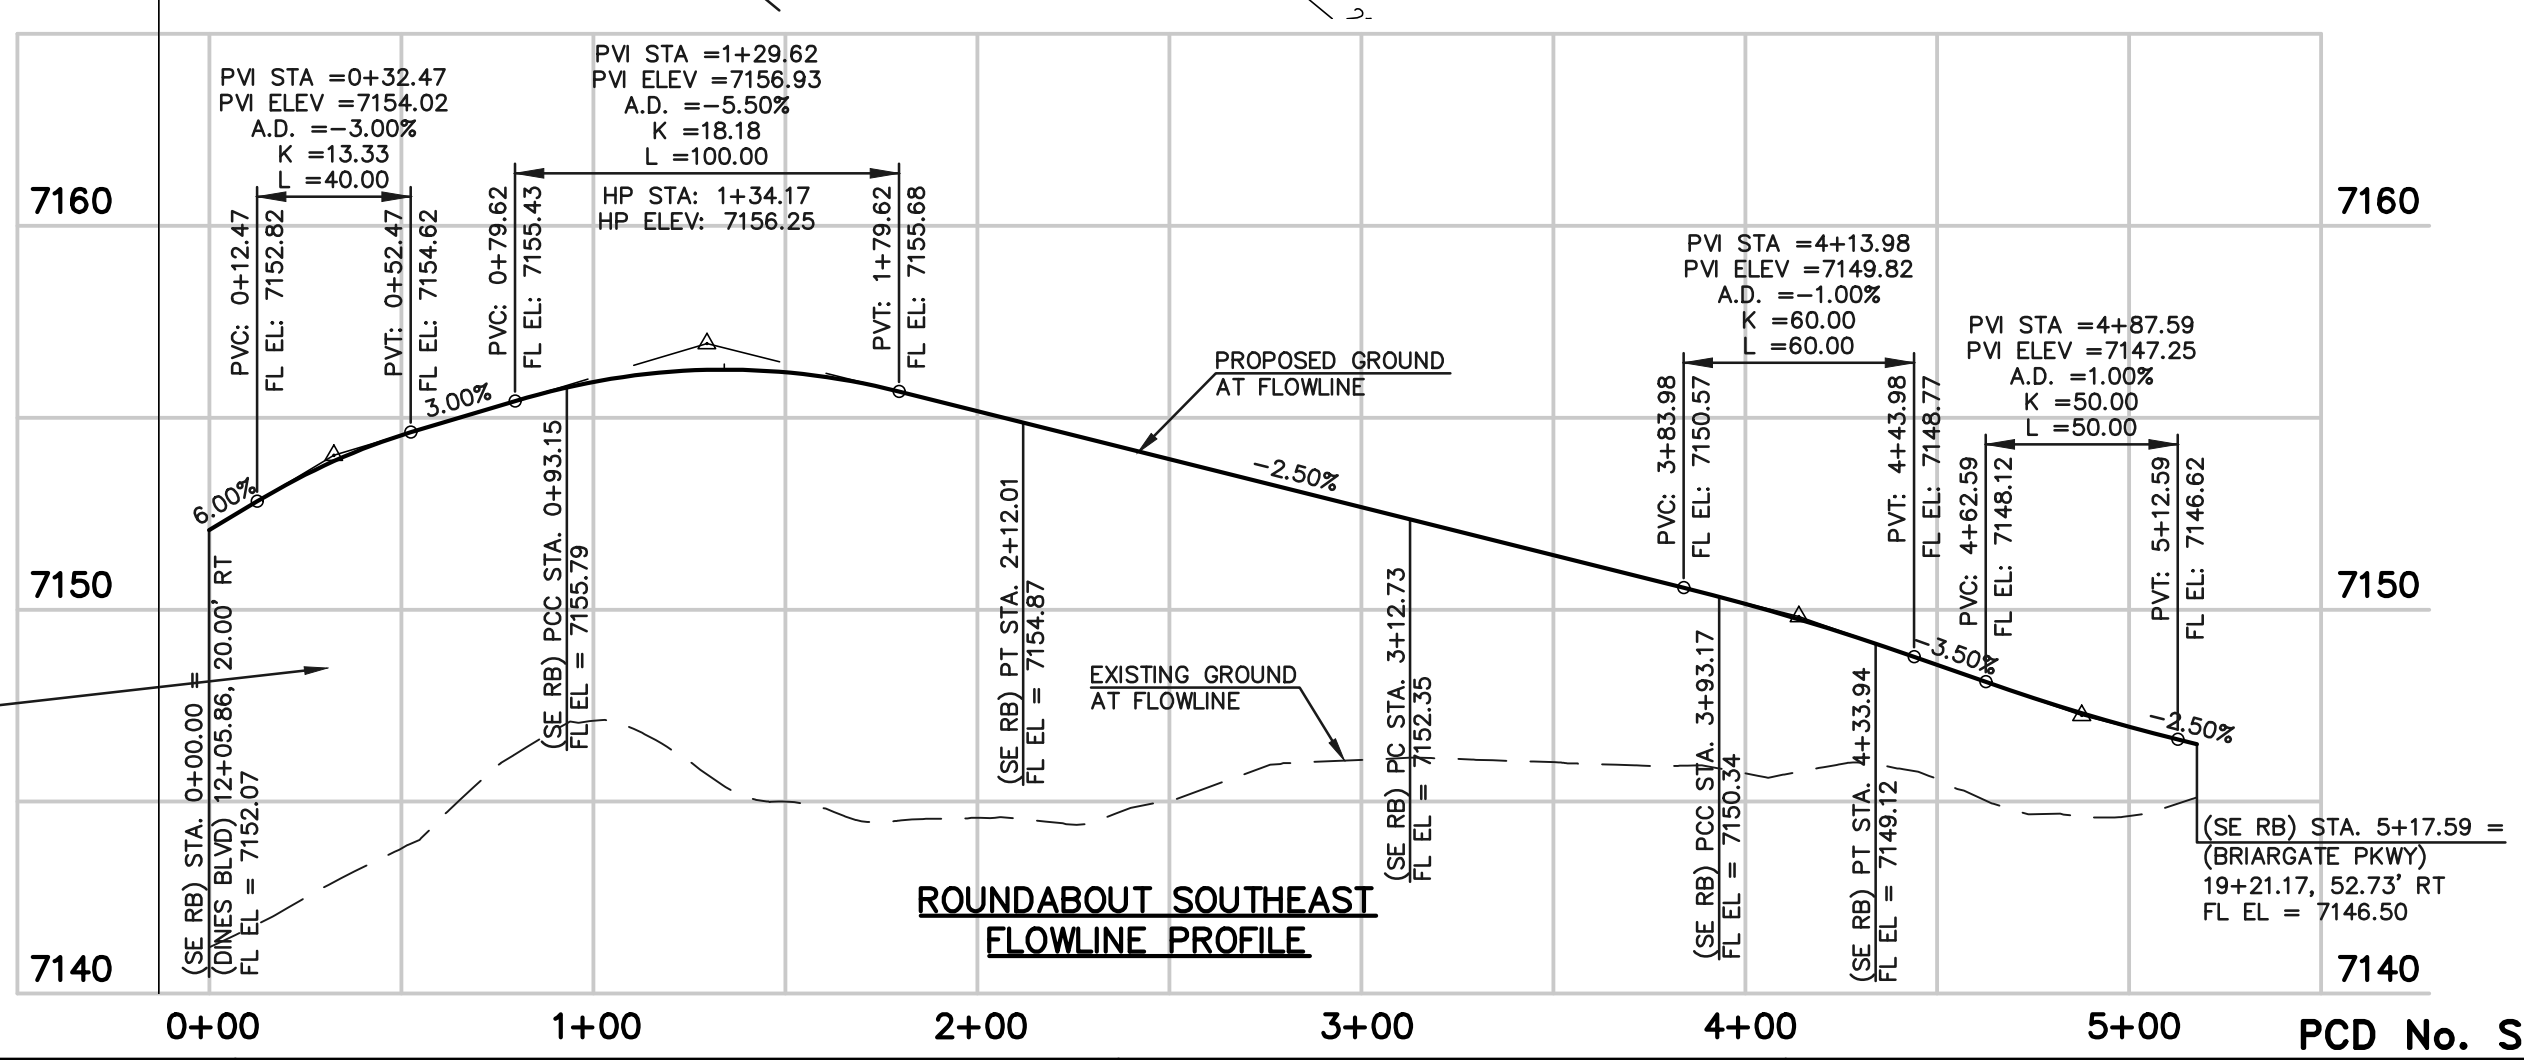 PVI STA =0+32.47
PVI ELEV =7154.02
A.D. =-3.00%
K =13.33
L =40.00
PVC: 0+12.47
FL EL: 7152.82
PVT: 0+52.47
FL EL: 7154.62
PVI STA =1+29.62
PVI ELEV =7156.93
A.D. =-5.50%
K =18.18
L =100.00
HP STA: 1+34.17
HP ELEV: 7156.25
PVC: 0+79.62
FL EL: 7155.43
PVT: 1+79.62
FL EL: 7155.68
PVI STA =4+13.98
PVI ELEV =7149.82
A.D. =-1.00%
K =60.00
L =60.00
PVC: 3+83.98
FL EL: 7150.57
PVT: 4+43.98
FL EL: 7148.77
PVI STA =4+87.59
PVI ELEV =7147.25
A.D. =1.00%
K =50.00
L =50.00
PVC: 4+62.59
FL EL: 7148.12
PVT: 5+12.59
FL EL: 7146.62
7160
7160
7150
7150
7140
7140
6.00%
3.00%
-2.50%
-3.50%
-2.50%
PROPOSED GROUND
AT FLOWLINE
EXISTING GROUND
AT FLOWLINE
(SE RB) STA. 0+00.00 =
(DINES BLVD) 12+05.86, 20.00' RT
FL EL = 7152.07
(SE RB) PCC STA. 0+93.15
FL EL = 7155.79
(SE RB) PT STA. 2+12.01
FL EL = 7154.87
(SE RB) PC STA. 3+12.73
FL EL = 7152.35
(SE RB) PCC STA. 3+93.17
FL EL = 7150.34
(SE RB) PT STA. 4+33.94
FL EL = 7149.12
(SE RB) STA. 5+17.59 =
(BRIARGATE PKWY)
19+21.17, 52.73' RT
FL EL = 7146.50
ROUNDABOUT SOUTHEAST
FLOWLINE PROFILE
0+00
1+00
2+00
3+00
4+00
5+00
PCD No. S